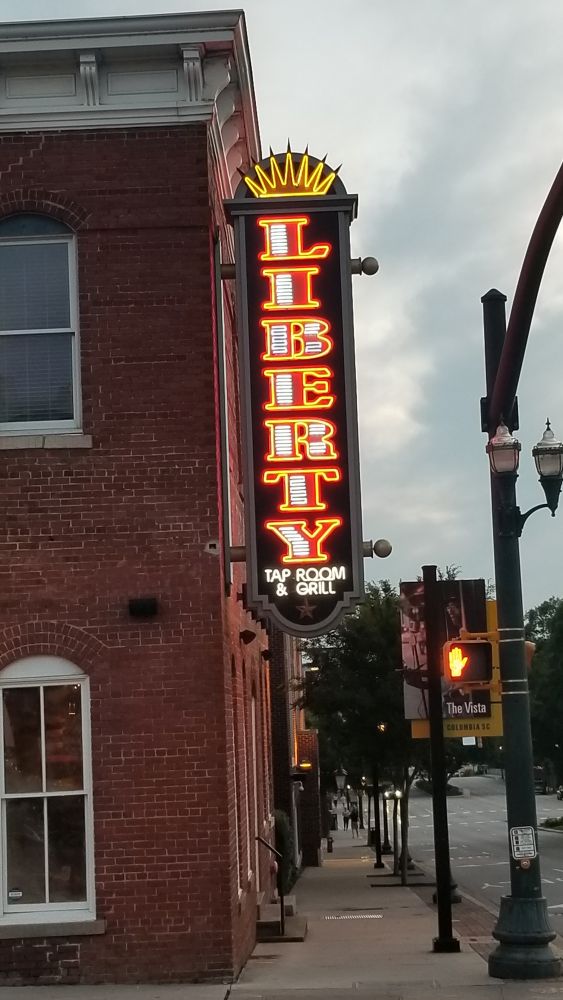 LIBERTY
TAP ROOM
& GRILL
The Vista
COLUMBIA SC